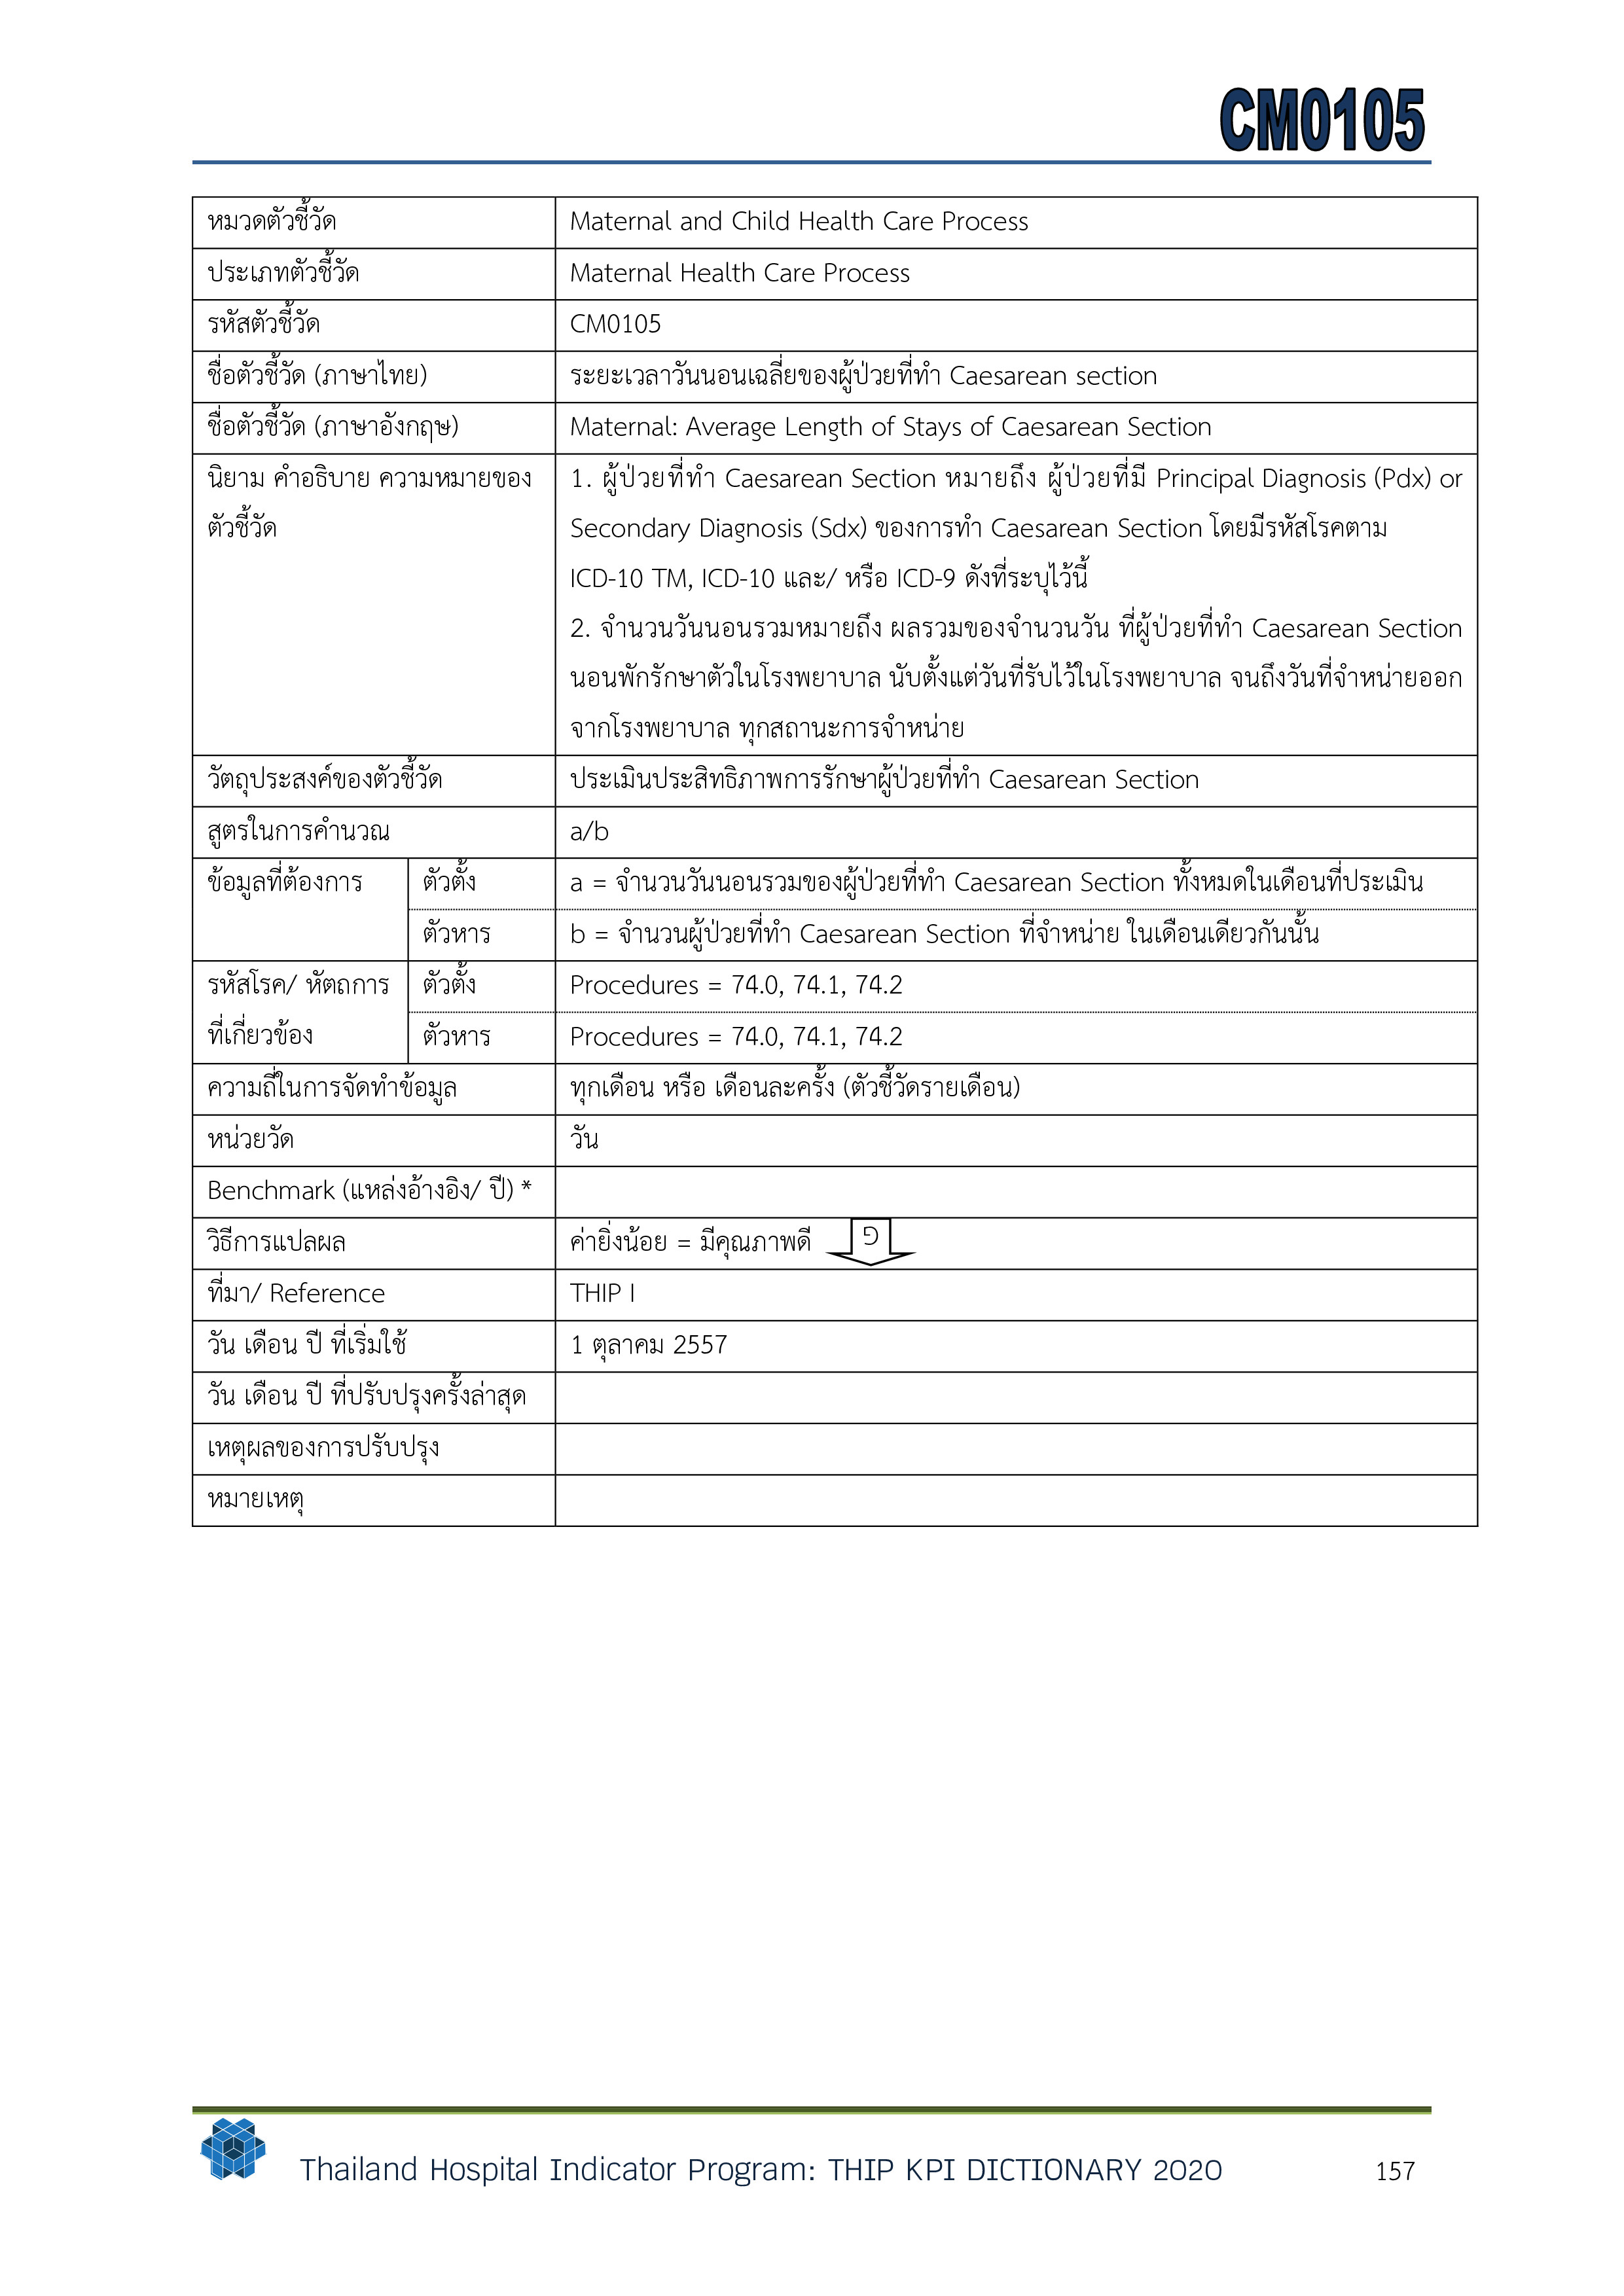 CM0105
หมวดตัวชี้วัด
Maternal and Child Health Care Process
ประเภทตัวชี้วัด
Maternal Health Care Process
รหัสตัวชี้วัด
CM0105
ชื่อตัวชี้วัด (ภาษาไทย)
ระยะเวลาวันนอนเฉลี่ยของผู้ป่วยที่ทำ Caesarean section
ชื่อตัวชี้วัด (ภาษาอังกฤษ)
Maternal: Average Length of Stays of Caesarean Section
นิยาม คำอธิบาย ความหมายของ
ตัวชี้วัด
1. ผู้ป่วยที่ทำ Caesarean Section หมายถึง ผู้ป่วยที่มี Principal Diagnosis (Pdx) or
Secondary Diagnosis (Sdx) ของการทำ Caesarean Section โดยมีรหัสโรคตาม
ICD-10 TM, ICD-10 และ/ หรือ ICD-9 ดังที่ระบุไว้นี้
2. จำนวนวันนอนรวมหมายถึง ผลรวมของจำนวนวัน ที่ผู้ป่วยที่ทำ Caesarean Section
นอนพักรักษาตัวในโรงพยาบาล นับตั้งแต่วันที่รับไว้ในโรงพยาบาล จนถึงวันที่จำหน่ายออก
จากโรงพยาบาล ทุกสถานะการจำหน่าย
วัตถุประสงค์ของตัวชี้วัด
ประเมินประสิทธิภาพการรักษาผู้ป่วยที่ทำ Caesarean Section
สูตรในการคำนวณ
a/b
ข้อมูลที่ต้องการ
ตัวตั้ง
a = จำนวนวันนอนรวมของผู้ป่วยที่ทำ Caesarean Section ทั้งหมดในเดือนที่ประเมิน
ตัวหาร
b = จำนวนผู้ป่วยที่ทำ Caesarean Section ที่จำหน่าย ในเดือนเดียวกันนั้น
รหัสโรค/ หัตถการ
ที่เกี่ยวข้อง
ตัวตั้ง
Procedures = 74.0, 74.1, 74.2
ตัวหาร
Procedures = 74.0, 74.1, 74.2
ความถี่ในการจัดทำข้อมูล
ทุกเดือน หรือ เดือนละครั้ง (ตัวชี้วัดรายเดือน)
หน่วยวัด
วัน
Benchmark (แหล่งอ้างอิง/ ปี) *
วิธีการแปลผล
ค่ายิ่งน้อย = มีคุณภาพดี
ที่มา/ Reference
THIP I
วัน เดือน ปี ที่เริ่มใช้
1 ตุลาคม 2557
วัน เดือน ปี ที่ปรับปรุงครั้งล่าสุด
เหตุผลของการปรับปรุง
หมายเหตุ
Thailand Hospital Indicator Program: THIP KPI DICTIONARY 2020
157